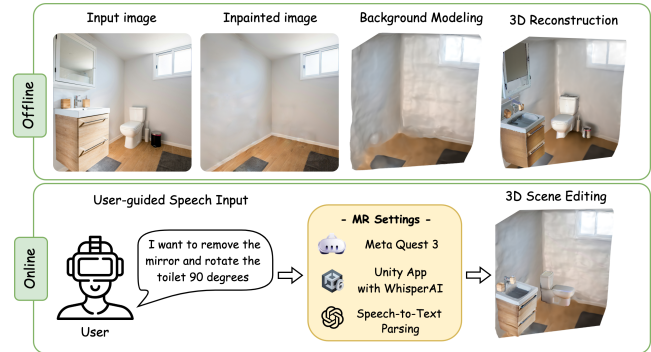 Input image
Inpainted image
Background Modeling
3D Reconstruction
Offline
User-guided Speech Input
3D Scene Editing
Online
I want to remove the
mirror and rotate the
toilet 90 degrees
User
- MR Settings -
Meta Quest 3
Unity App
with WhisperAI
Speech-to-Text
Parsing